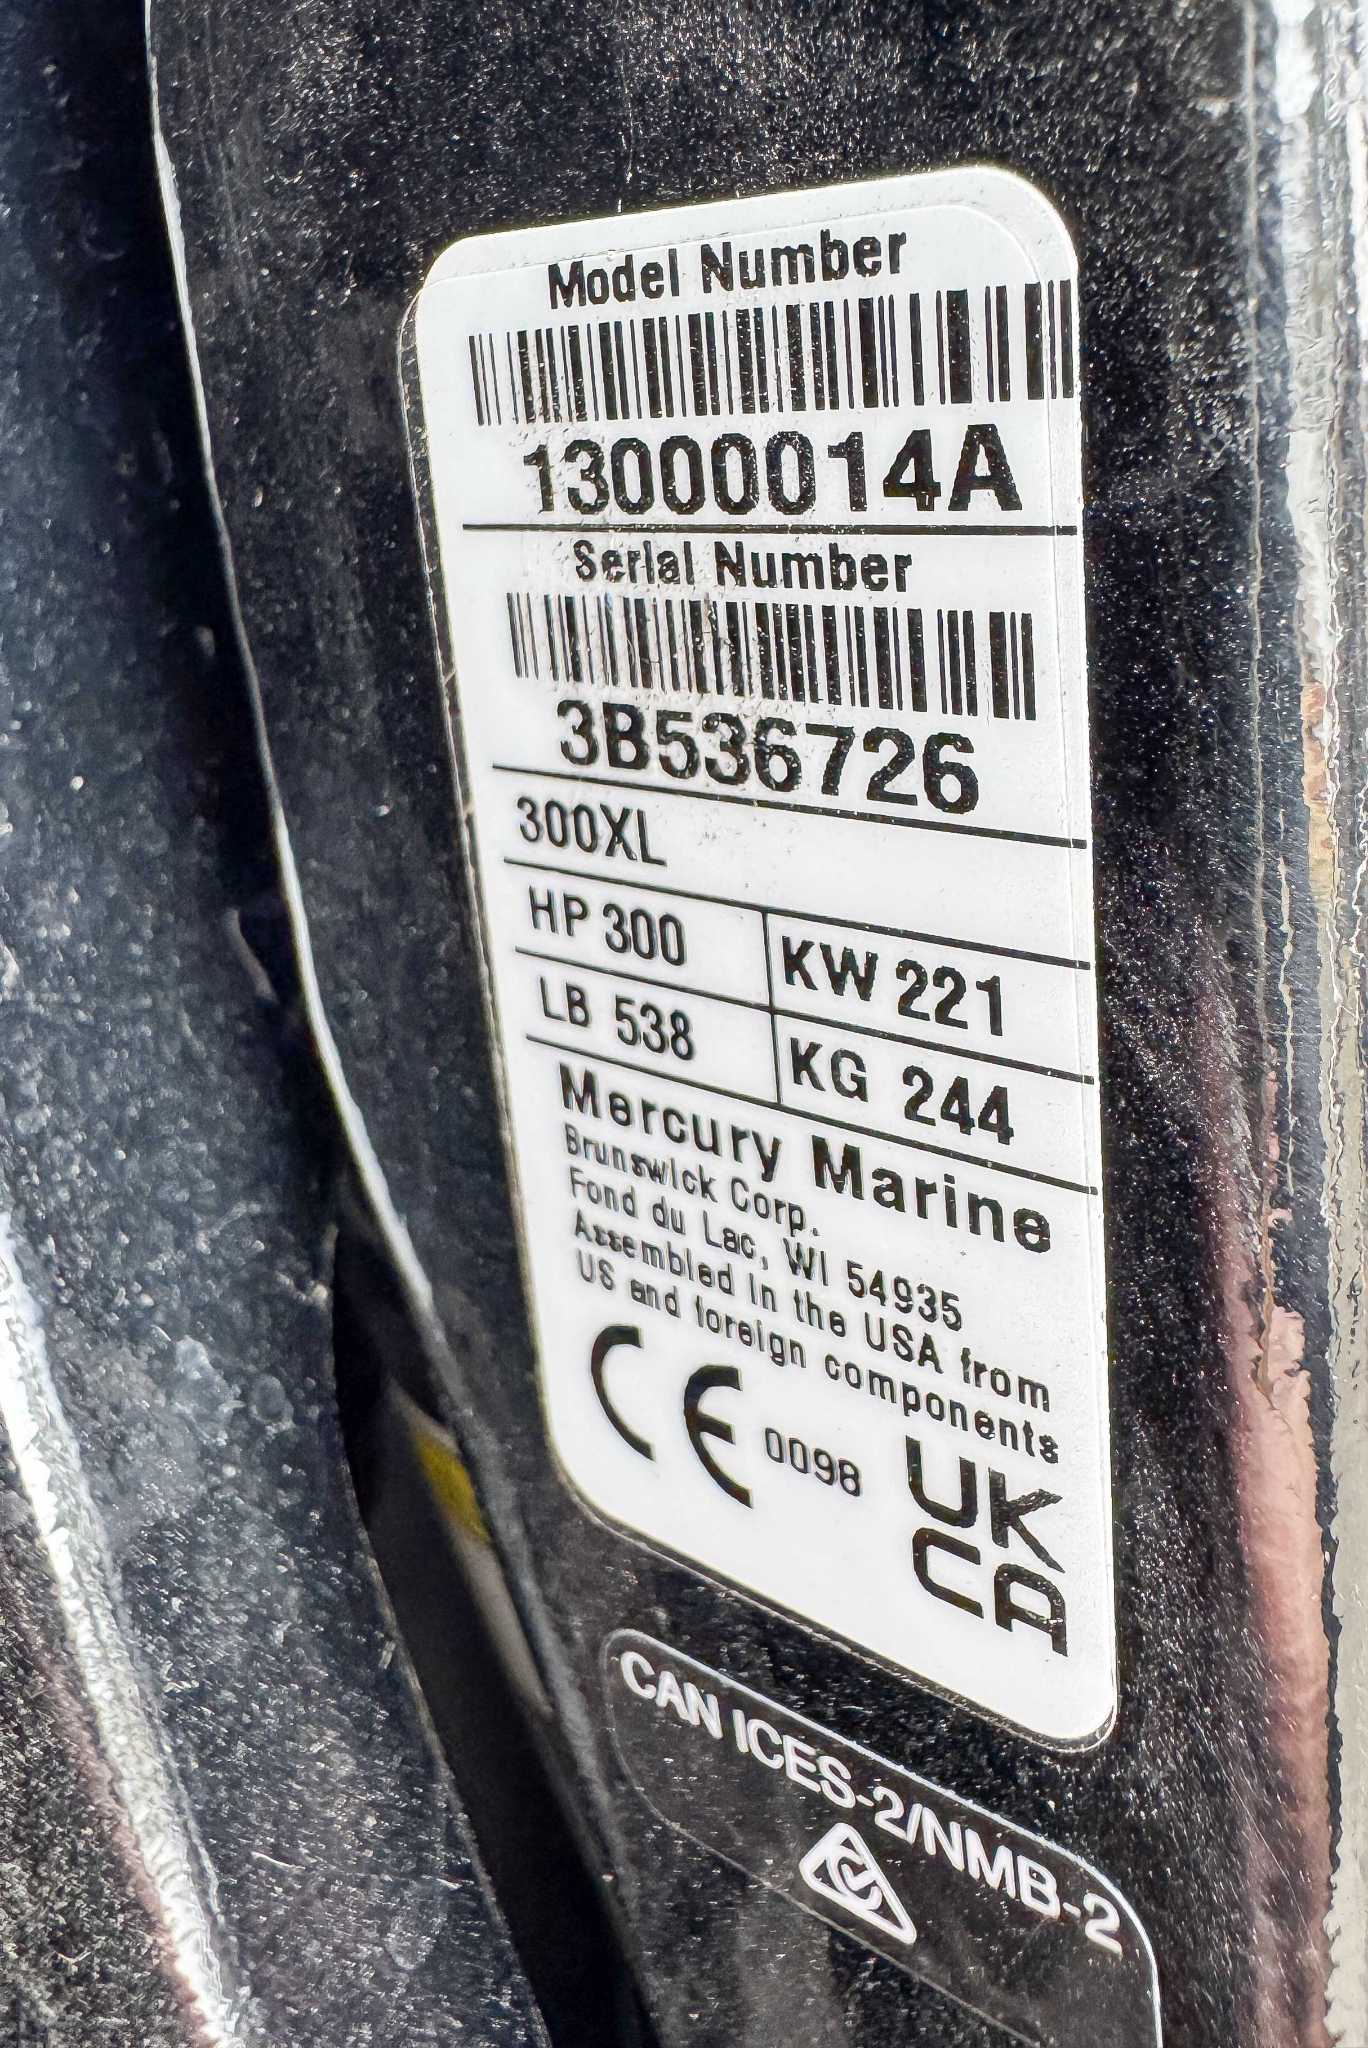 Model Number
13000014A
Serial Number
3B536726
300XL
HP 300 KW 221
LB 538 KG 244
Mercury Marine
Brunswick Corp.
Fond du Lac, WI 54935
Assembled in the USA from
US and foreign components
CE 0098
UK
CA
CAN ICES-2/NMB-2